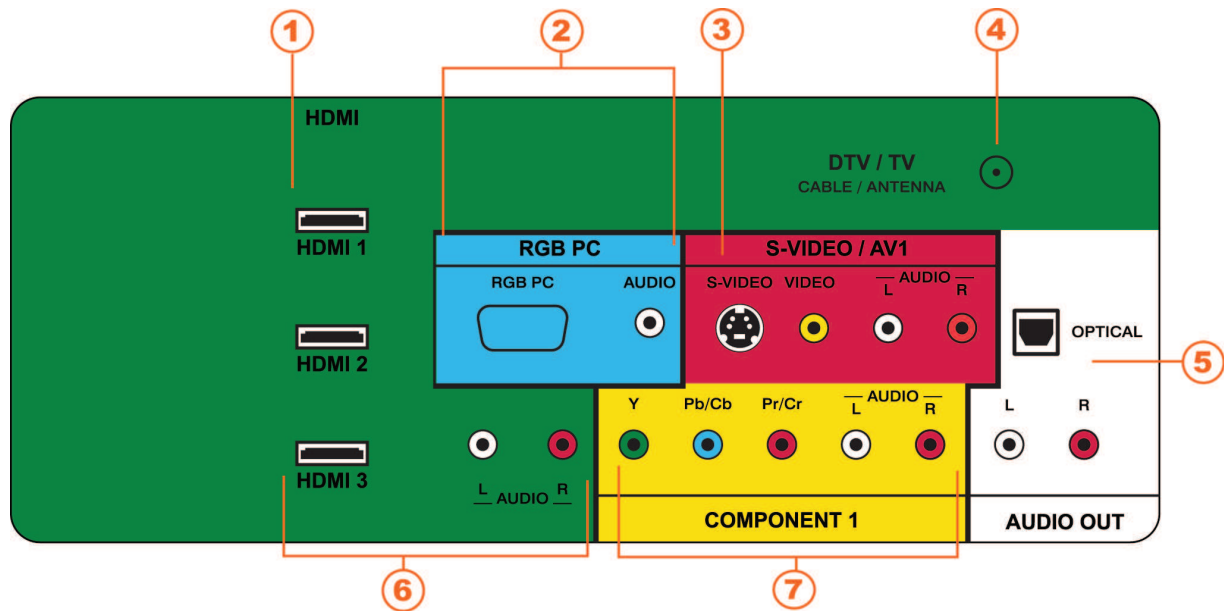 1
2
3
4
HDMI
DTV / TV
CABLE / ANTENNA
HDMI 1
RGB PC
S-VIDEO / AV1
RGB PC
AUDIO
S-VIDEO
VIDEO
AUDIO
L
R
HDMI 2
OPTICAL
5
Y
Pb/Cb
Pr/Cr
AUDIO
L
R
L
R
HDMI 3
L AUDIO R
COMPONENT 1
AUDIO OUT
6
7